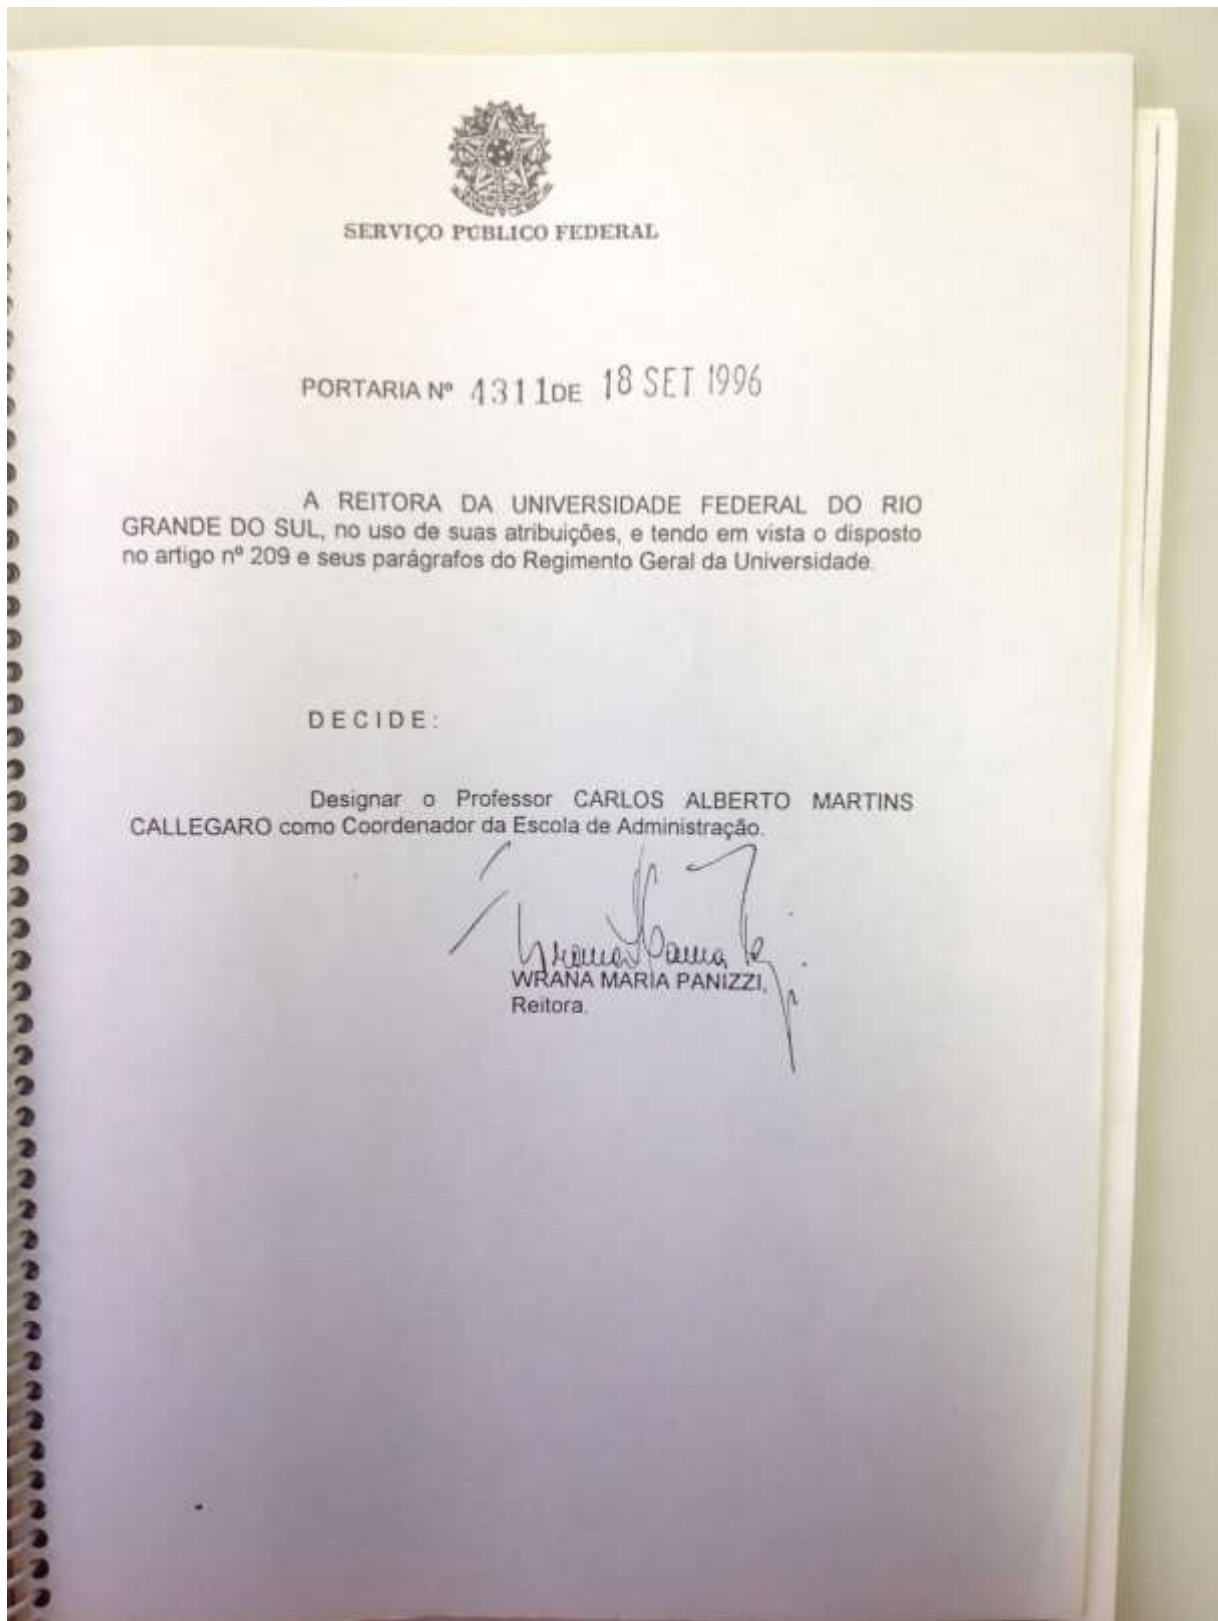 SERVIÇO PÚBLICO FEDERAL
PORTARIA Nº 4311 DE 18 SET 1996
A REITORA DA UNIVERSIDADE FEDERAL DO RIO
GRANDE DO SUL, no uso de suas atribuições, e tendo em vista o disposto
no artigo nº 209 e seus parágrafos do Regimento Geral da Universidade.
D E C I D E :
Designar o Professor CARLOS ALBERTO MARTINS
CALLEGARO como Coordenador da Escola de Administração.
WRANA MARIA PANIZZI,
Reitora.